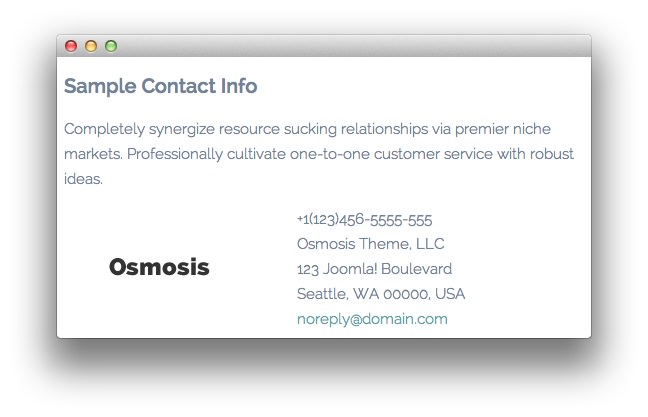 Sample Contact Info
Completely synergize resource sucking relationships via premier niche
markets. Professionally cultivate one-to-one customer service with robust
ideas.
Osmosis
+1(123)456-5555-555
Osmosis Theme, LLC
123 Joomla! Boulevard
Seattle, WA 00000, USA
noreply@domain.com